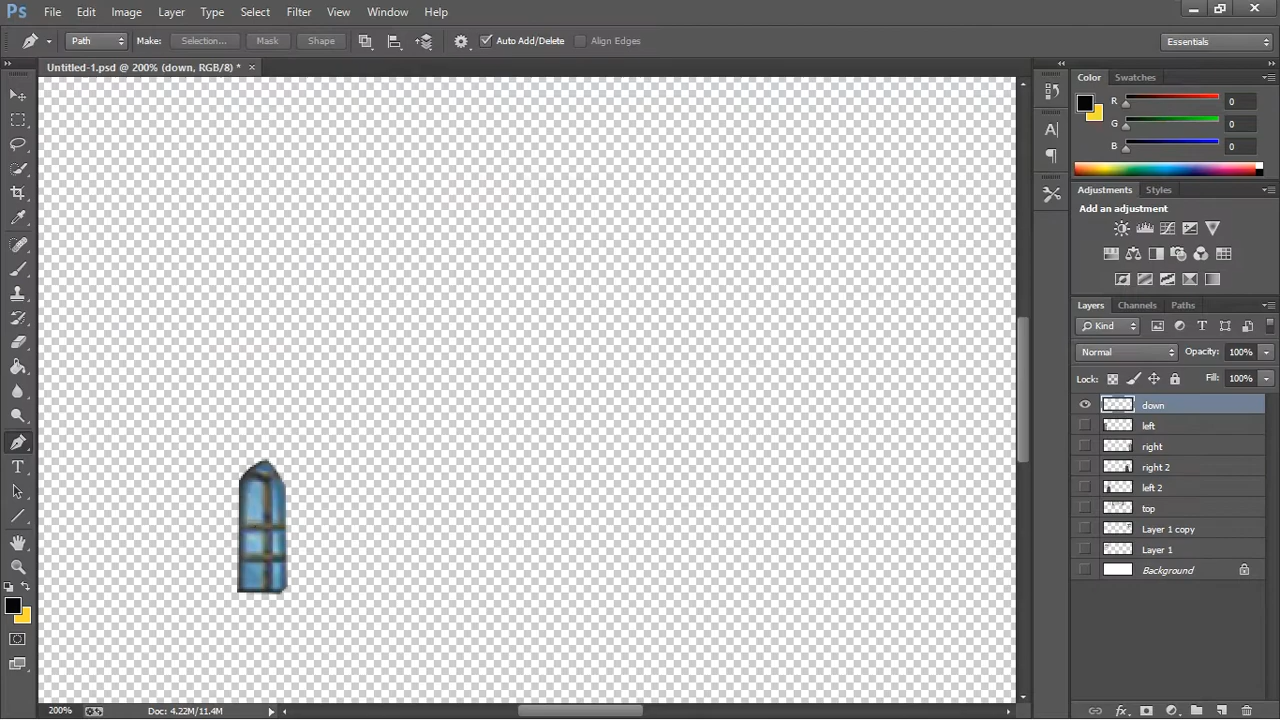 Ps File Edit Image Layer Type Select Filter View Window Help
Path Make: Selection... Mask Shape Auto Add/Delete Align Edges Essentials
Untitled-1.psd @ 200% (down, RGB/8) * ×
Color Swatches
R 0
G 0
B 0
Adjustments Styles
Add an adjustment
Layers Channels Paths
Kind
Normal Opacity: 100%
Lock: Fill: 100%
down
left
right
right 2
left 2
top
Layer 1 copy
Layer 1
Background
200% Doc: 4.22M/11.4M